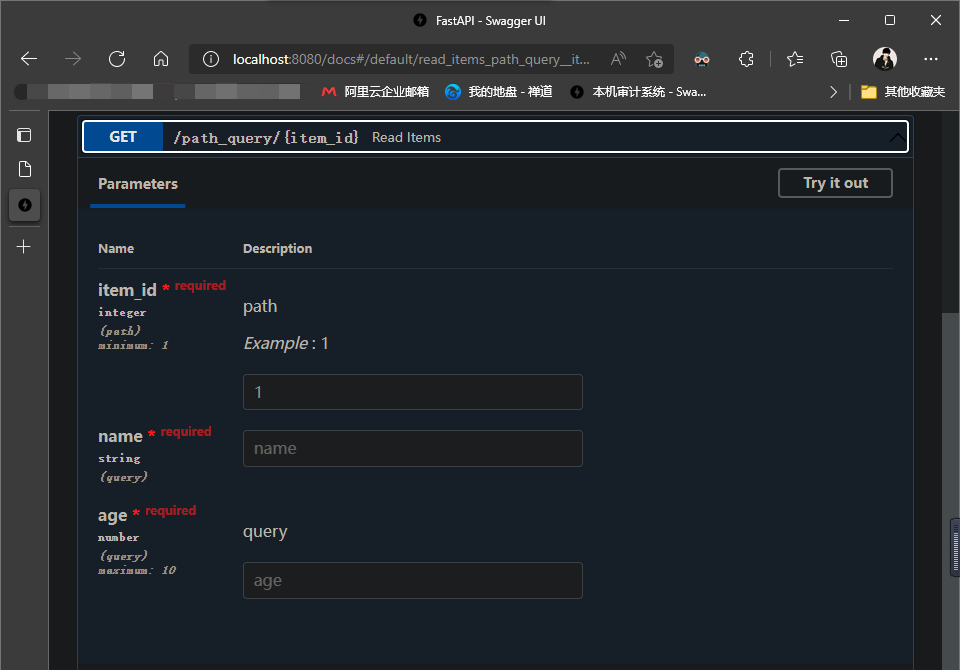 FastAPI - Swagger UI
localhost:8080/docs#/default/read_items_path_query__it...
阿里云企业邮箱 我的地盘 - 禅道 本机审计系统 - Swa... 其他收藏夹
GET /path_query/{item_id} Read Items
Parameters Try it out
Name Description
item_id * required
integer
(path)
minimum: 1
path
Example : 1
1
name * required
string
(query)
name
age * required
number
(query)
maximum: 10
query
age